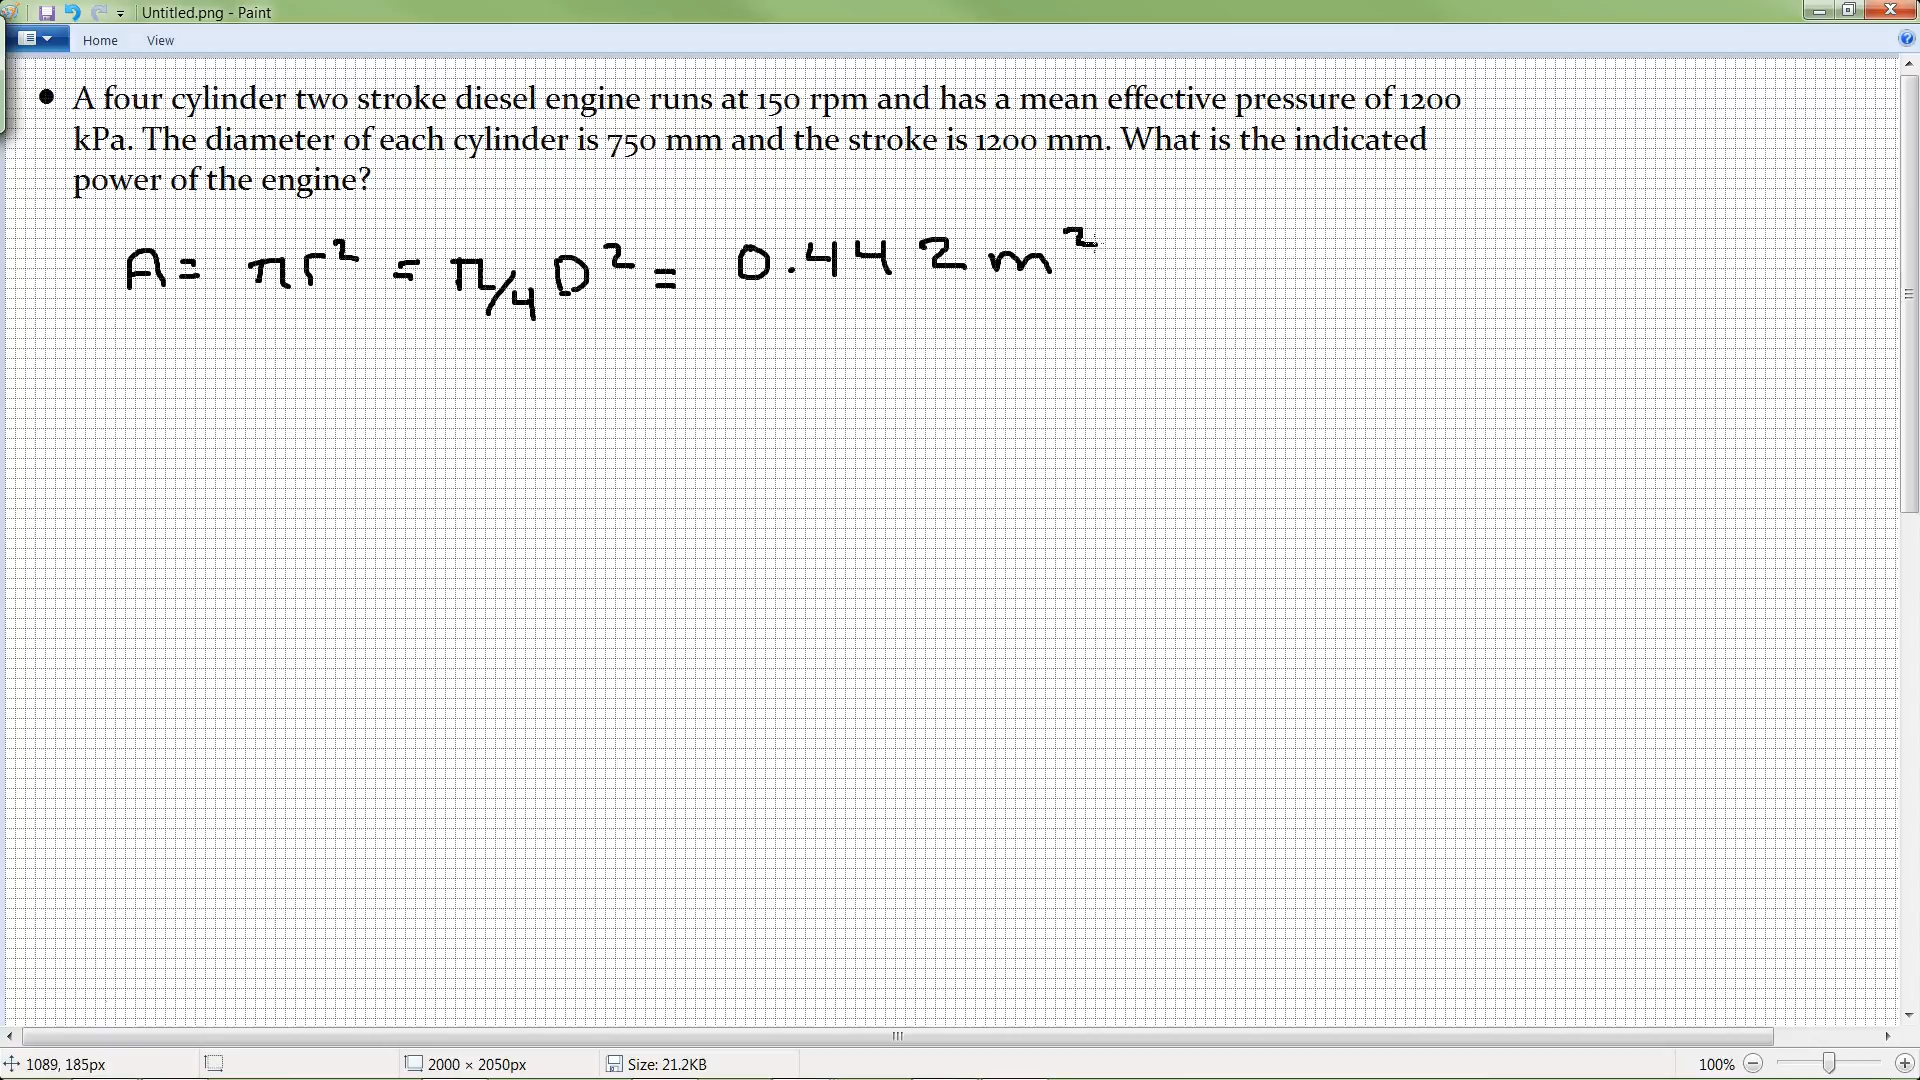 Untitled.png - Paint
Home View
• A four cylinder two stroke diesel engine runs at 150 rpm and has a mean effective pressure of 1200
kPa. The diameter of each cylinder is 750 mm and the stroke is 1200 mm. What is the indicated
power of the engine?
A = πr² = π/4 D² = 0.442 m²
1089, 185px 2000 × 2050px Size: 21.2KB 100%